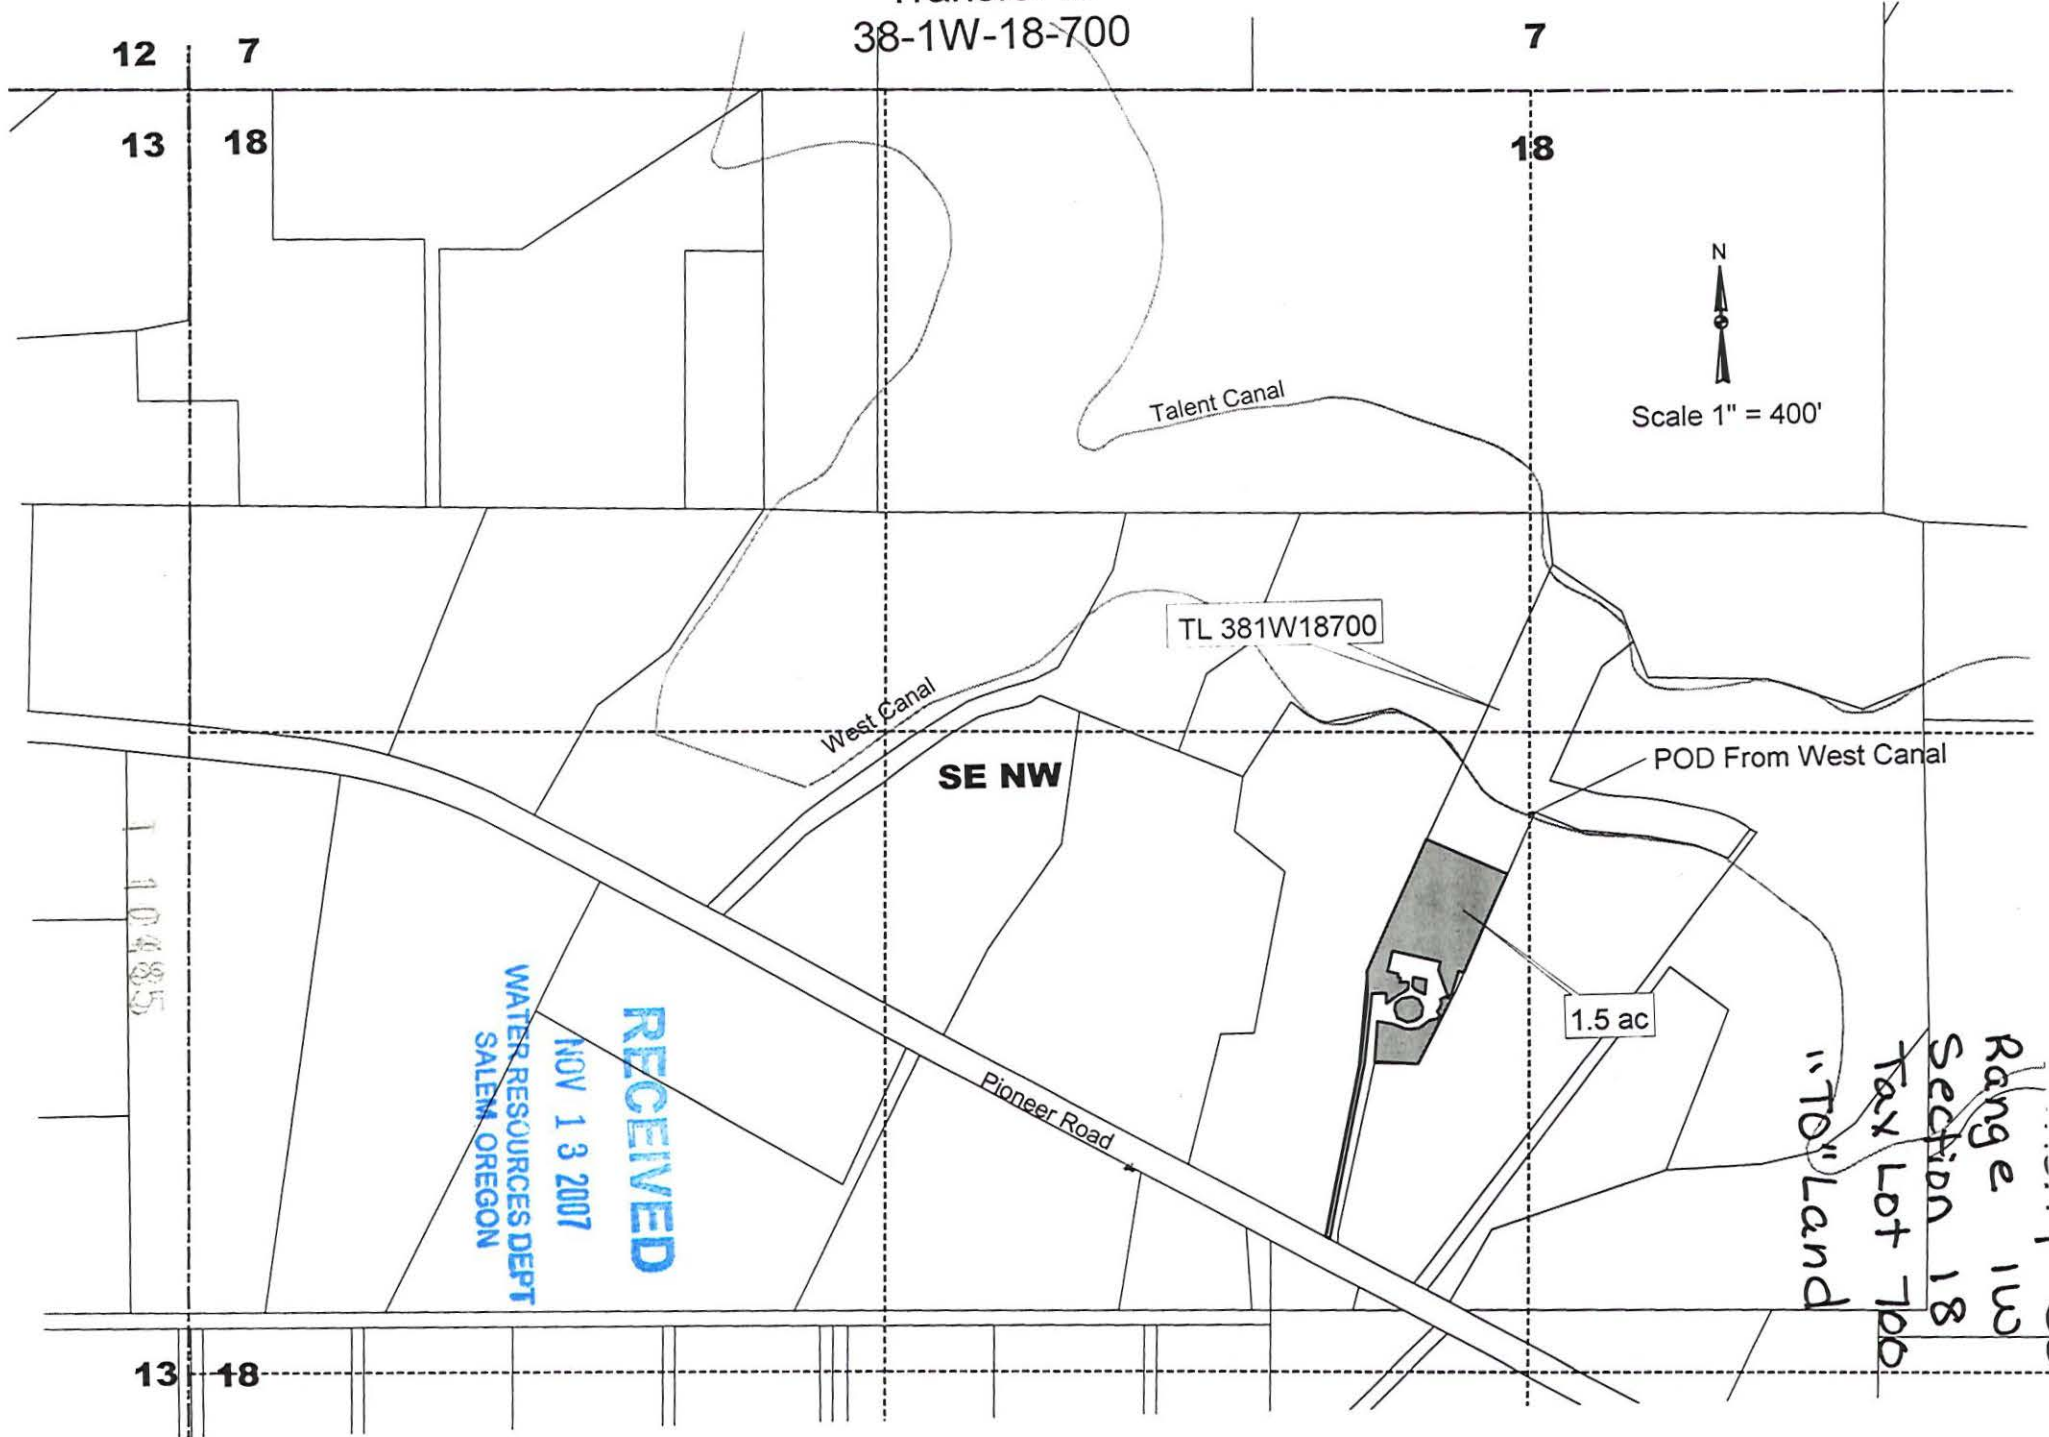 38-1W-18-700
12 7 7
13 18 18
N
Scale 1" = 400'
Talent Canal
TL 381W18700
West Canal
POD From West Canal
SE NW
1.5 ac
Pioneer Road
RECEIVED
NOV 13 2007
WATER RESOURCES DEPT
SALEM OREGON
Range 1W
Section 18
Tax Lot 700
"TO" Land
13 18